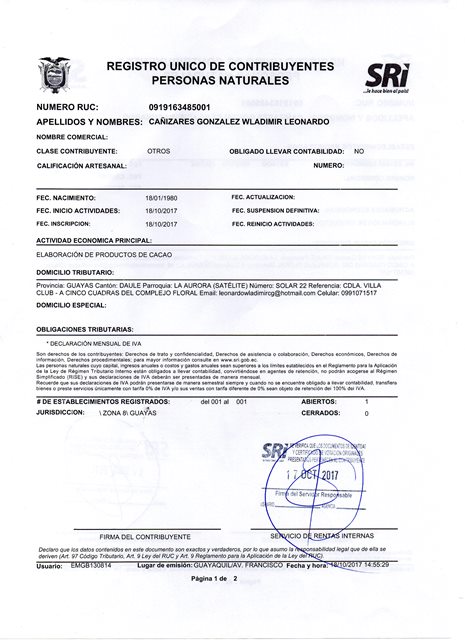 REGISTRO UNICO DE CONTRIBUYENTES
PERSONAS NATURALES
SRi
...le hace bien al país!
NUMERO RUC: 0919163485001
APELLIDOS Y NOMBRES: CAÑIZARES GONZALEZ WLADIMIR LEONARDO
NOMBRE COMERCIAL:
CLASE CONTRIBUYENTE: OTROS OBLIGADO LLEVAR CONTABILIDAD: NO
CALIFICACIÓN ARTESANAL: NUMERO:
FEC. NACIMIENTO: 18/01/1980 FEC. ACTUALIZACION:
FEC. INICIO ACTIVIDADES: 18/10/2017 FEC. SUSPENSION DEFINITIVA:
FEC. INSCRIPCION: 18/10/2017 FEC. REINICIO ACTIVIDADES:
ACTIVIDAD ECONOMICA PRINCIPAL:
ELABORACIÓN DE PRODUCTOS DE CACAO
DOMICILIO TRIBUTARIO:
Provincia: GUAYAS Cantón: DAULE Parroquia: LA AURORA (SATÉLITE) Número: SOLAR 22 Referencia: CDLA. VILLA
CLUB - A CINCO CUADRAS DEL COMPLEJO FLORAL Email: leonardowladimircg@hotmail.com Celular: 0991071517
DOMICILIO ESPECIAL:
OBLIGACIONES TRIBUTARIAS:
* DECLARACIÓN MENSUAL DE IVA
Son derechos de los contribuyentes: Derechos de trato y confidencialidad, Derechos de asistencia o colaboración, Derechos económicos, Derechos de
información, Derechos procedimentales; para mayor información consulte en www.sri.gob.ec.
Las personas naturales cuyo capital, ingresos anuales o costos y gastos anuales sean superiores a los límites establecidos en el Reglamento para la Aplicación
de la Ley de Régimen Tributario Interno están obligados a llevar contabilidad, convirtiéndose en agentes de retención, no podrán acogerse al Régimen
Simplificado (RISE) y sus declaraciones de IVA deberán ser presentadas de manera mensual.
Recuerde que sus declaraciones de IVA podrán presentarse de manera semestral siempre y cuando no se encuentre obligado a llevar contabilidad, transfiera
bienes o preste servicios únicamente con tarifa 0% de IVA y/o sus ventas con tarifa diferente de 0% sean objeto de retención del 100% del IVA.
# DE ESTABLECIMIENTOS REGISTRADOS: del 001 al 001 ABIERTOS: 1
JURISDICCION: \ ZONA 8\ GUAYAS CERRADOS: 0
SRi
SE VERIFICA QUE LOS DOCUMENTOS DE IDENTIDAD
Y CERTIFICADO DE VOTACION ORIGINALES
17 OCT 2017
Firma del Servidor Responsable
FIRMA DEL CONTRIBUYENTE SERVICIO DE RENTAS INTERNAS
Declaro que los datos contenidos en este documento son exactos y verdaderos, por lo que asumo la responsabilidad legal que de ella se
deriven (Art. 97 Código Tributario, Art. 9 Ley del RUC y Art. 9 Reglamento para la Aplicación de la Ley del RUC).
Usuario: EMGB130814 Lugar de emisión: GUAYAQUIL/AV. FRANCISCO Fecha y hora: 18/10/2017 14:55:29
Página 1 de 2